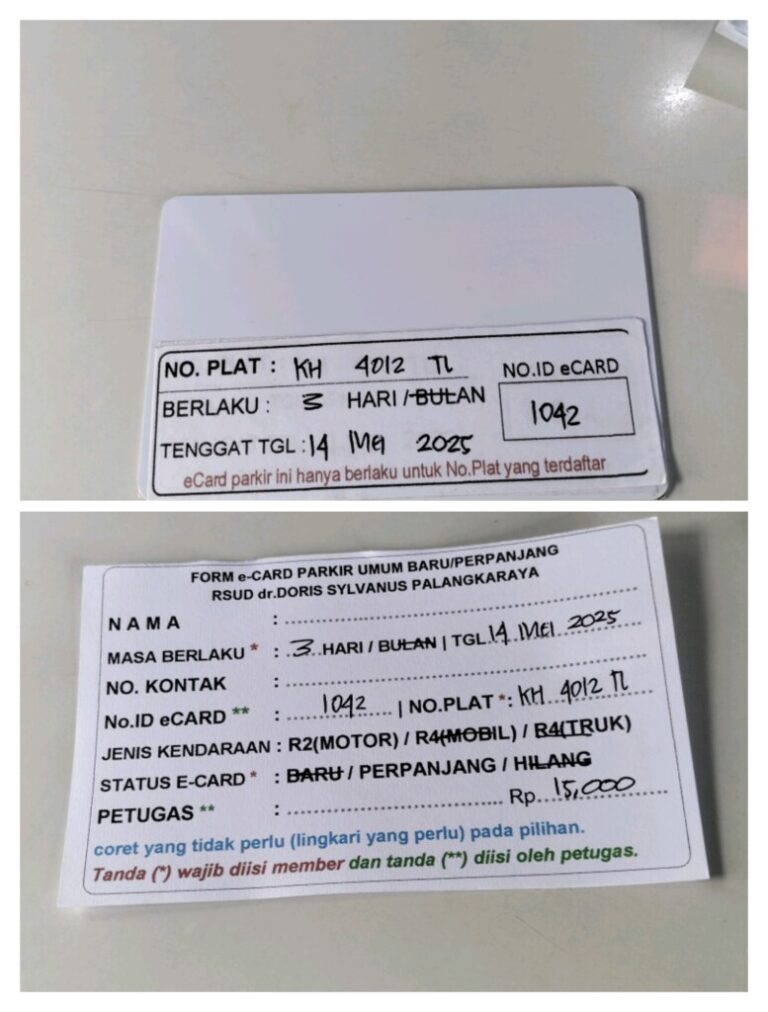 NO. PLAT : KH 4012 TL
NO.ID eCARD
BERLAKU : 3 HARI / BULAN
1042
TENGGAT TGL : 14 Mei 2025
eCard parkir ini hanya berlaku untuk No.Plat yang terdaftar
FORM e-CARD PARKIR UMUM BARU/PERPANJANG
RSUD dr.DORIS SYLVANUS PALANGKARAYA
NAMA :
MASA BERLAKU * : 3 HARI / BULAN | TGL 14 MEI 2025
NO. KONTAK :
No.ID eCARD ** : 1042 | NO.PLAT *: KH 4012 TL
JENIS KENDARAAN : R2(MOTOR) / R4(MOBIL) / R4(TRUK)
STATUS E-CARD * : BARU / PERPANJANG / HILANG
PETUGAS ** : Rp. 15,000
coret yang tidak perlu (lingkari yang perlu) pada pilihan.
Tanda (*) wajib diisi member dan tanda (**) diisi oleh petugas.